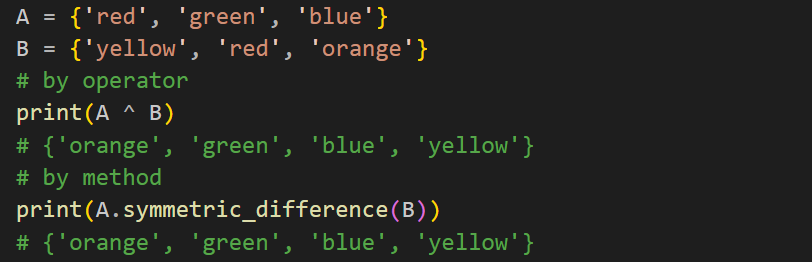 A = {'red', 'green', 'blue'}
B = {'yellow', 'red', 'orange'}
# by operator
print(A ^ B)
# {'orange', 'green', 'blue', 'yellow'}
# by method
print(A.symmetric_difference(B))
# {'orange', 'green', 'blue', 'yellow'}